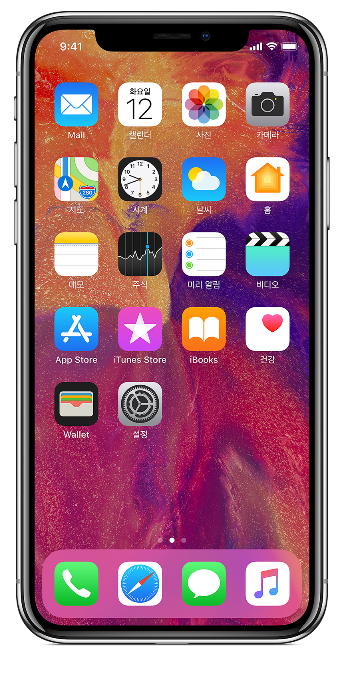 9:41
화요일
12
Mail
캘린더
사진
카메라
280
지도
시계
날씨
홈
메모
주식
미리 알림
비디오
App Store
iTunes Store
iBooks
건강
Wallet
설정